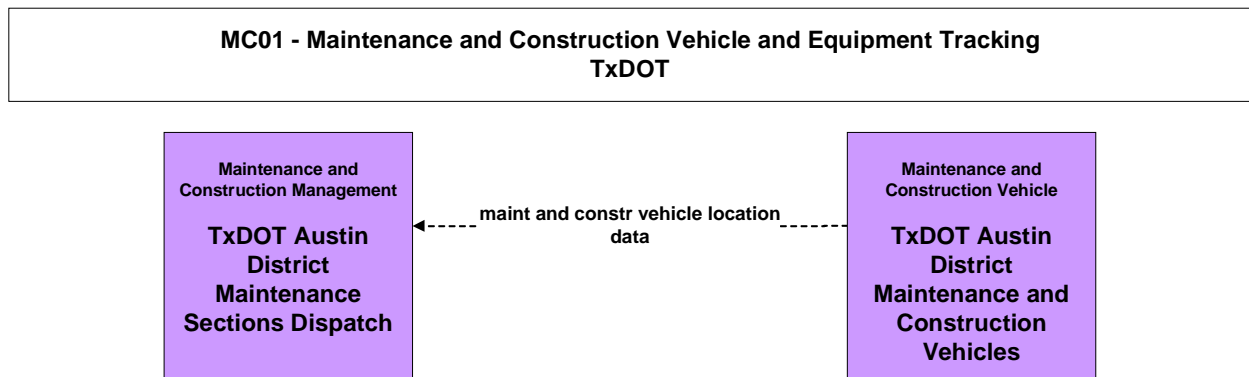 MC01 - Maintenance and Construction Vehicle and Equipment Tracking
TxDOT
Maintenance and
Construction Management
TxDOT Austin
District
Maintenance
Sections Dispatch
maint and constr vehicle location
data
Maintenance and
Construction Vehicle
TxDOT Austin
District
Maintenance and
Construction
Vehicles